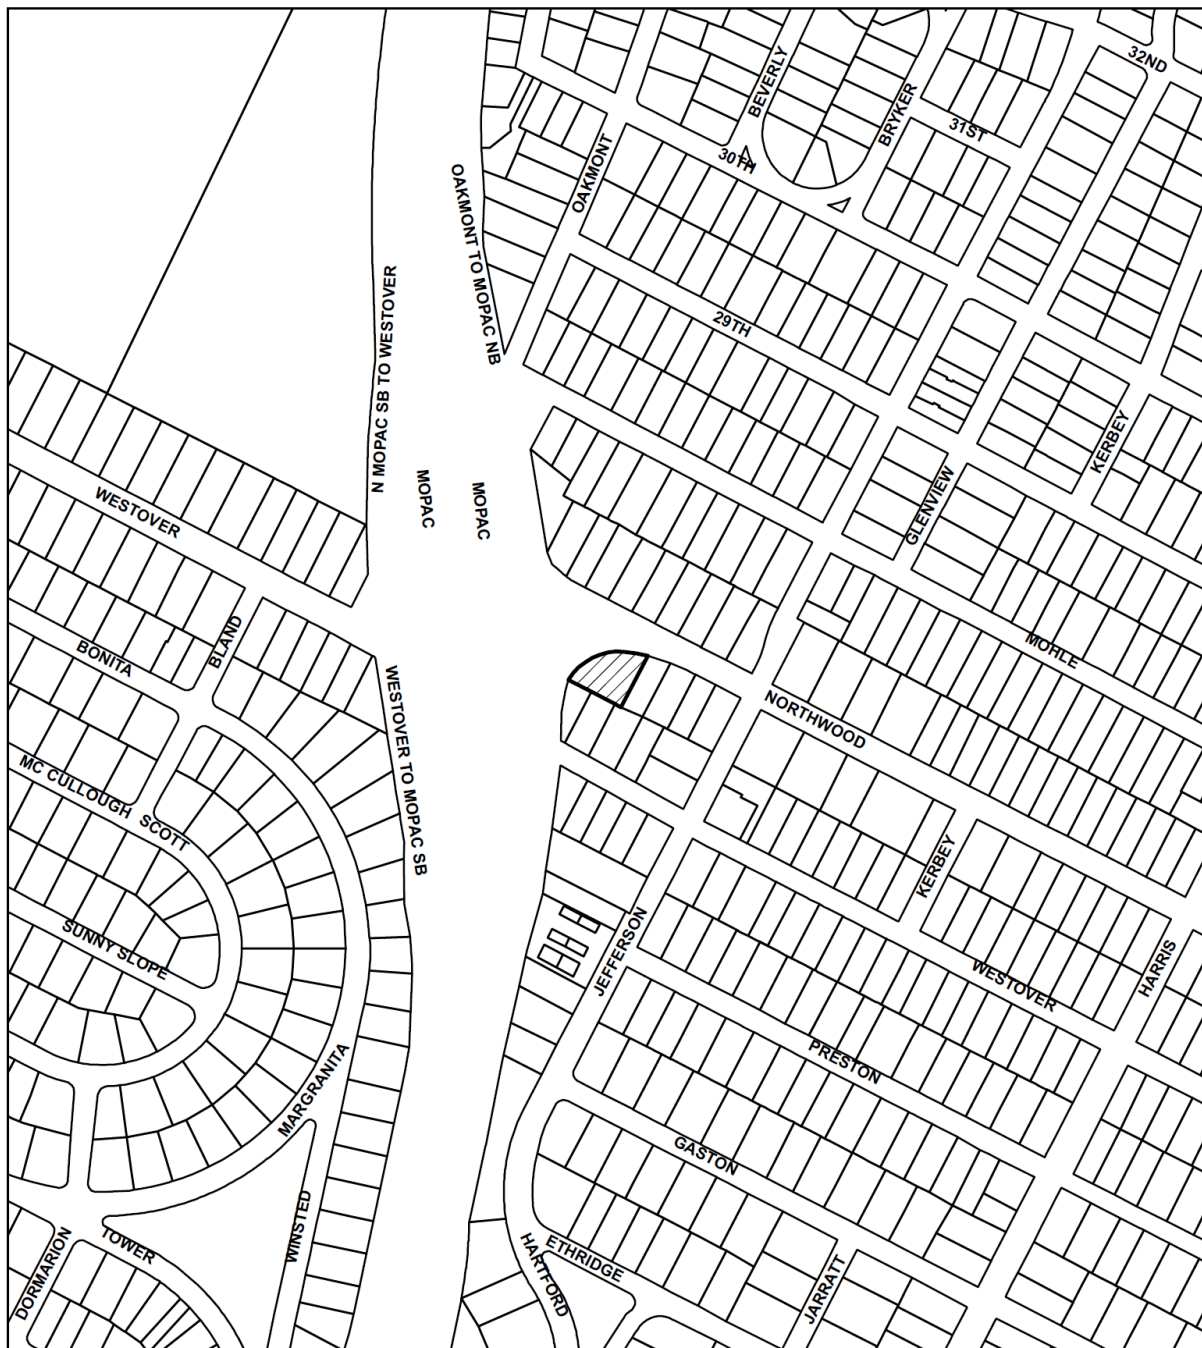 32ND
BEVERLY
BRYKER
31ST
30TH
OAKMONT
OAKMONT TO MOPAC NB
N MOPAC SB TO WESTOVER
29TH
KERBEY
MOPAC
MOPAC
GLENVIEW
WESTOVER
BLAND
BONITA
MOHLE
NORTHWOOD
WESTOVER TO MOPAC SB
MC CULLOUGH
SCOTT
KERBEY
SUNNY SLOPE
JEFFERSON
HARRIS
WESTOVER
PRESTON
MARGRANITA
GASTON
WINSTED
TOWER
DORMARION
HARTFORD
ETHRIDGE
JARRATT